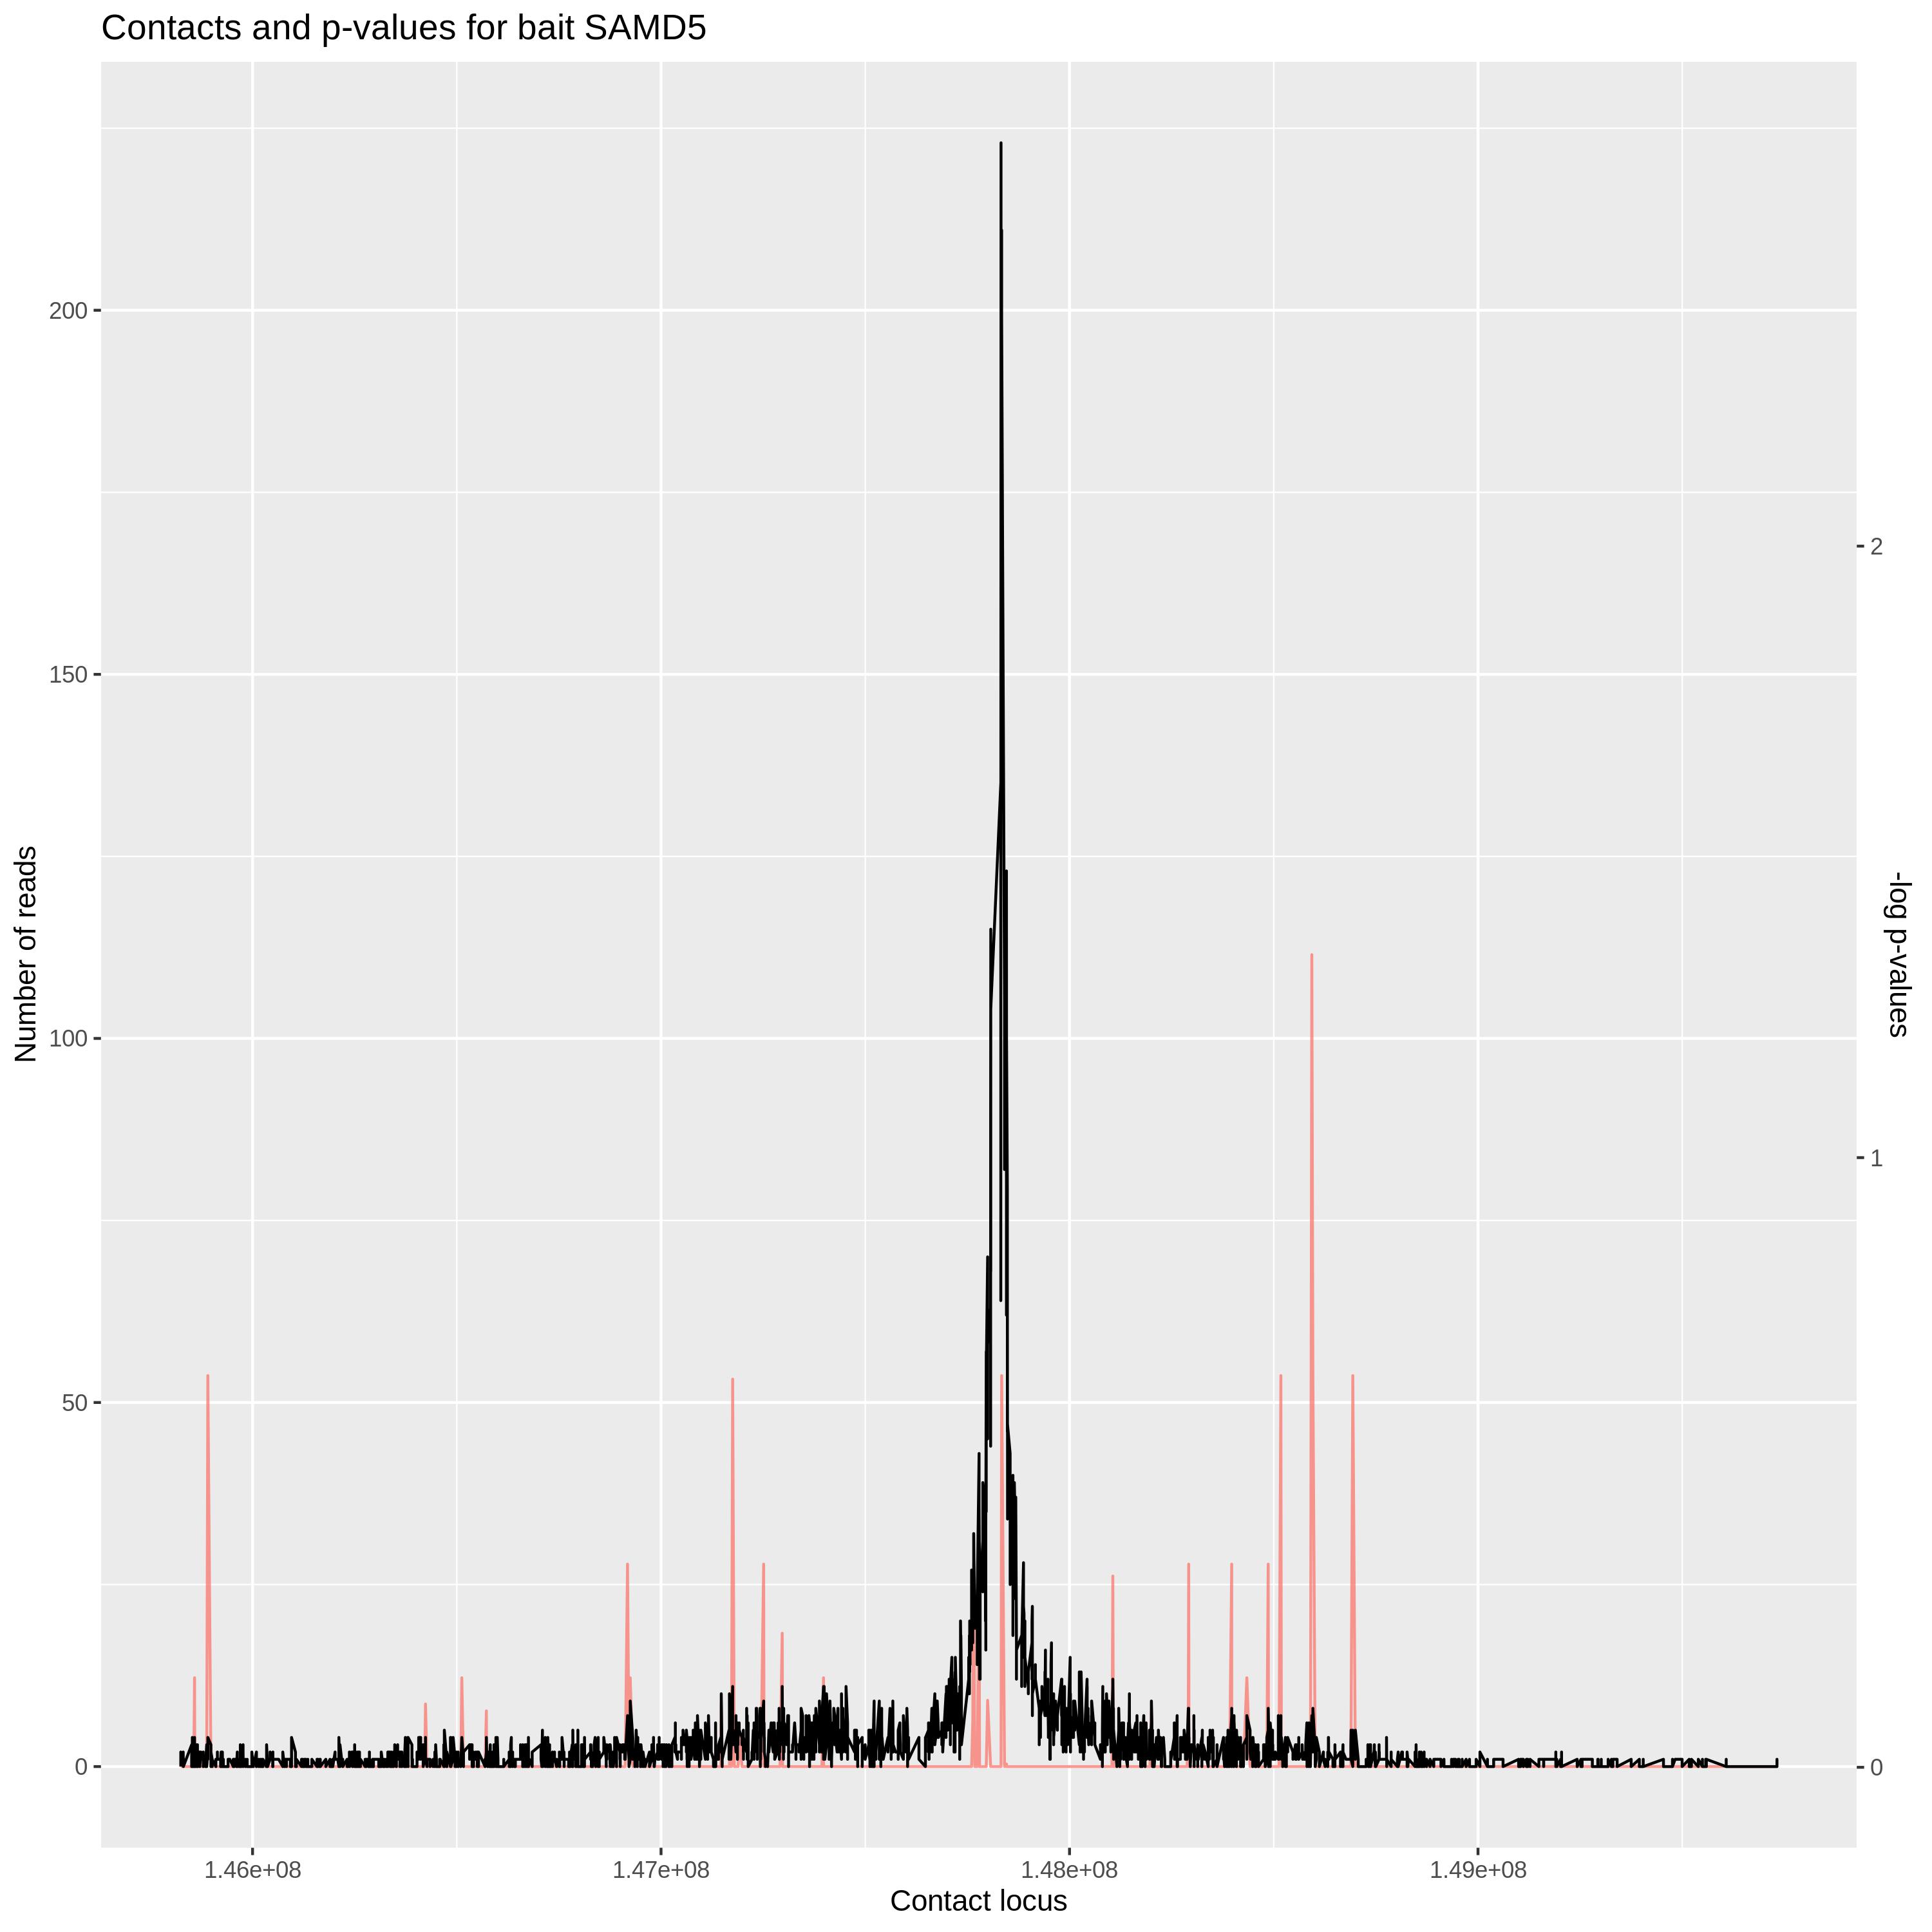 Contacts and p-values for bait SAMD5
Number of reads
200
150
100
50
0
2
1
0
-log p-values
1.46e+08
1.47e+08
1.48e+08
1.49e+08
Contact locus